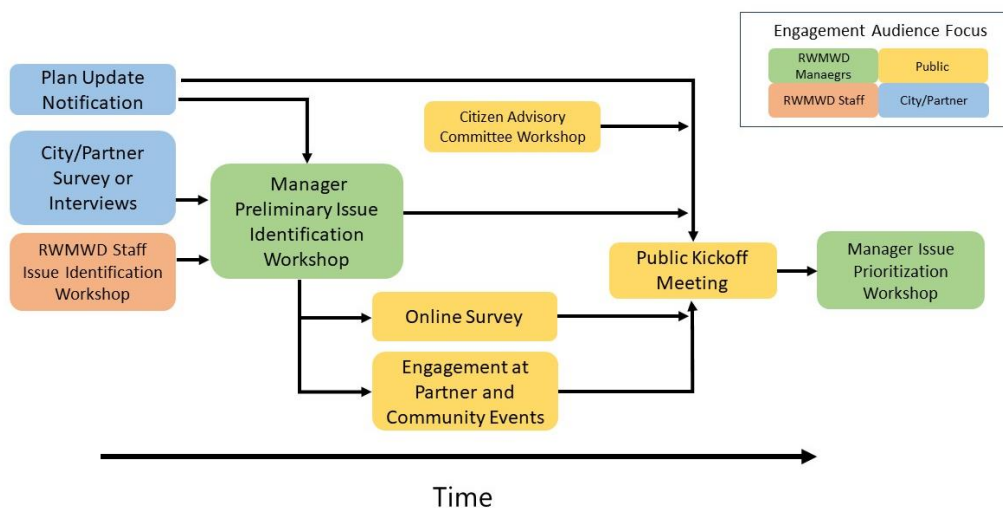 Engagement Audience Focus
RWMWD
Manaegrs
Public
RWMWD Staff
City/Partner
Plan Update
Notification
Citizen Advisory
Committee Workshop
City/Partner
Survey or
Interviews
Manager
Preliminary Issue
Identification
Workshop
RWMWD Staff
Issue Identification
Workshop
Public Kickoff
Meeting
Manager Issue
Prioritization
Workshop
Online Survey
Engagement at
Partner and
Community Events
Time